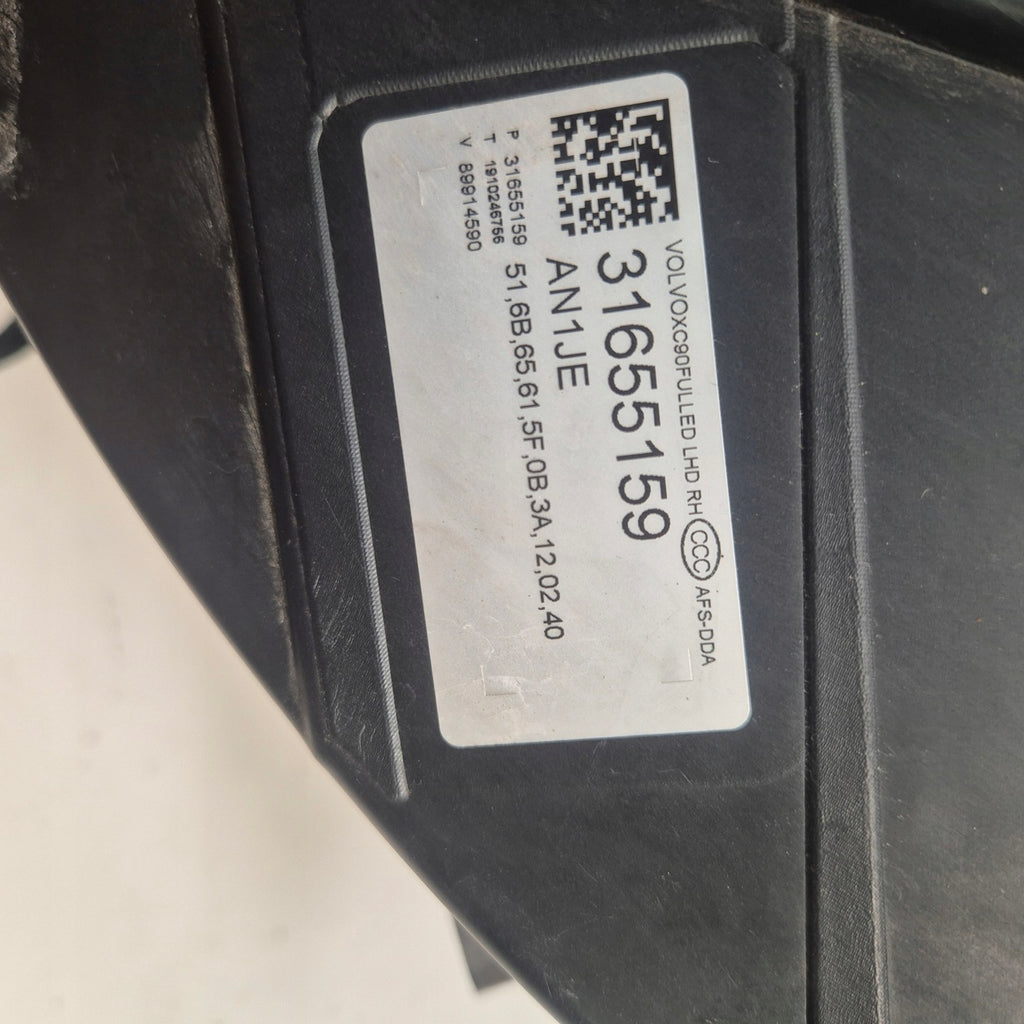 VOLVOXC90FULLED LHD RH CCC AFS-DDA
31655159
AN1JE
P 31655159 51,6B,65,61,5F,0B,3A,12,02,40
T 1910246766
V 89914590